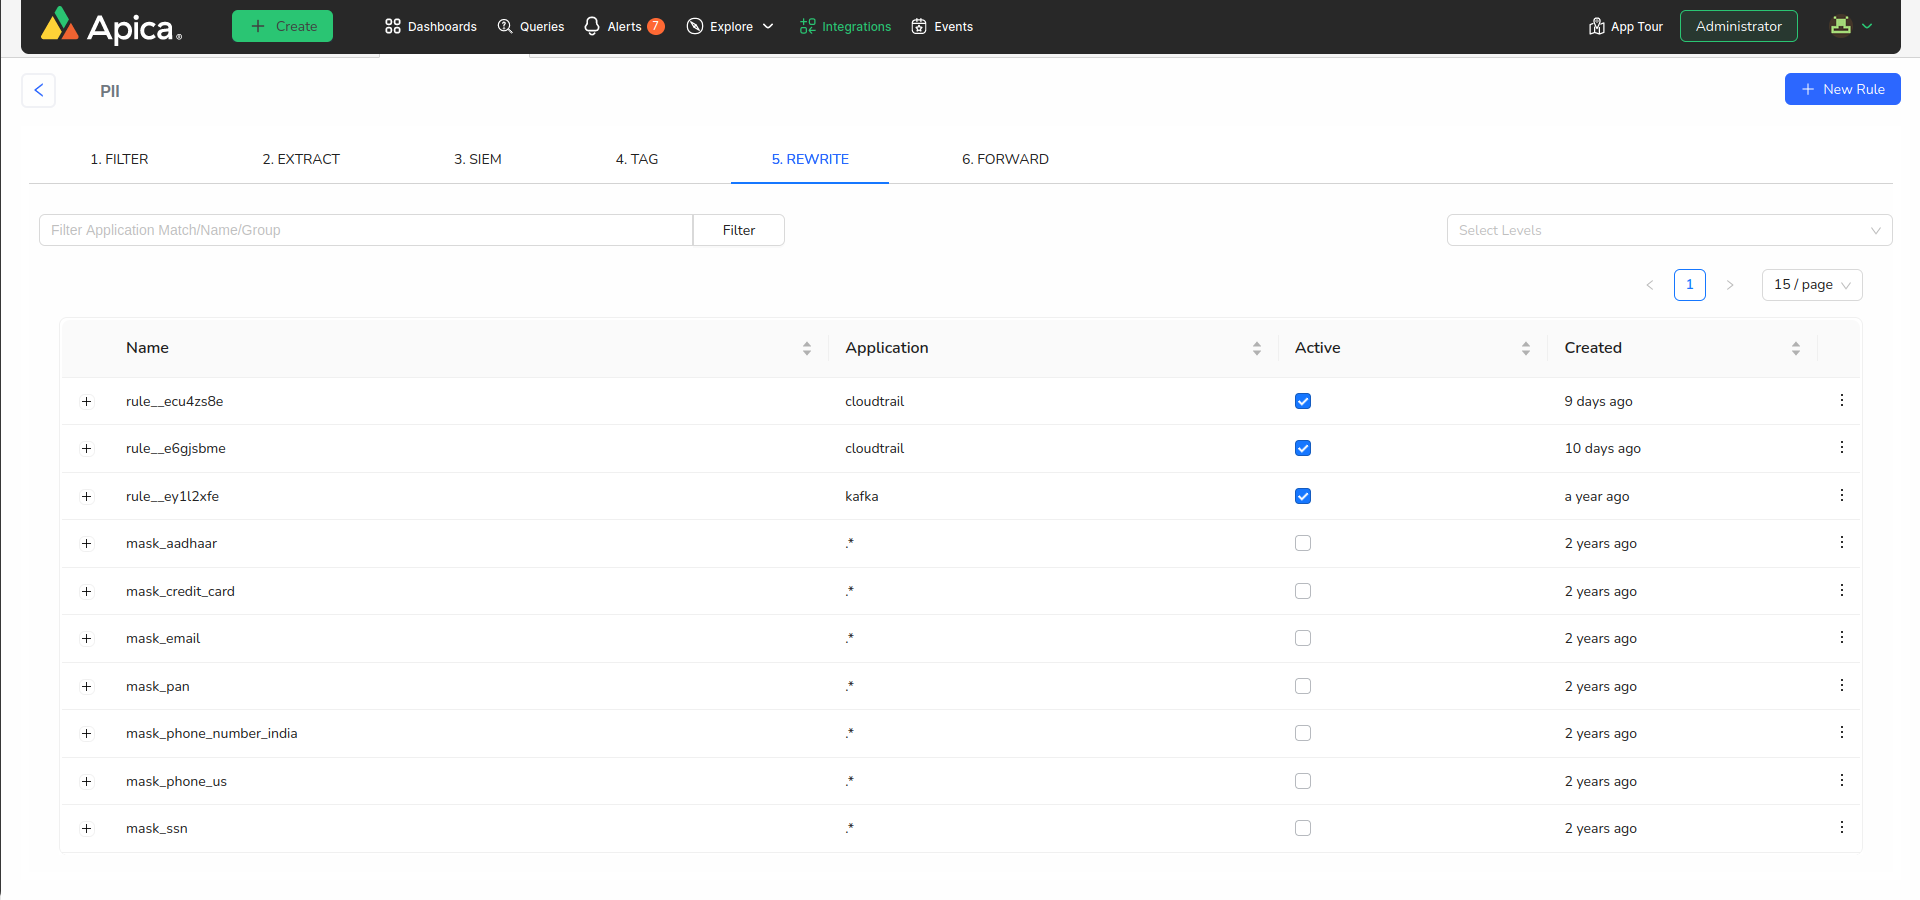 Apica
Create
Dashboards
Queries
Alerts 7
Explore
Integrations
Events
App Tour
Administrator
PII
New Rule
1. FILTER
2. EXTRACT
3. SIEM
4. TAG
5. REWRITE
6. FORWARD
Filter Application Match/Name/Group
Filter
Select Levels
1
15 / page
Name Application Active Created
rule__ecu4zs8e cloudtrail 9 days ago
rule__e6gjsbme cloudtrail 10 days ago
rule__ey1l2xfe kafka a year ago
mask_aadhaar .* 2 years ago
mask_credit_card .* 2 years ago
mask_email .* 2 years ago
mask_pan .* 2 years ago
mask_phone_number_india .* 2 years ago
mask_phone_us .* 2 years ago
mask_ssn .* 2 years ago